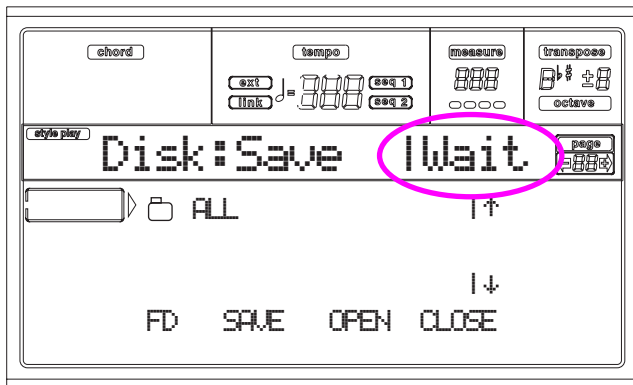 chord tempo measure transpose
ext seq 1
link seq 2 octave
style play Disk:Save |Wait page
ALL
FD SAVE OPEN CLOSE